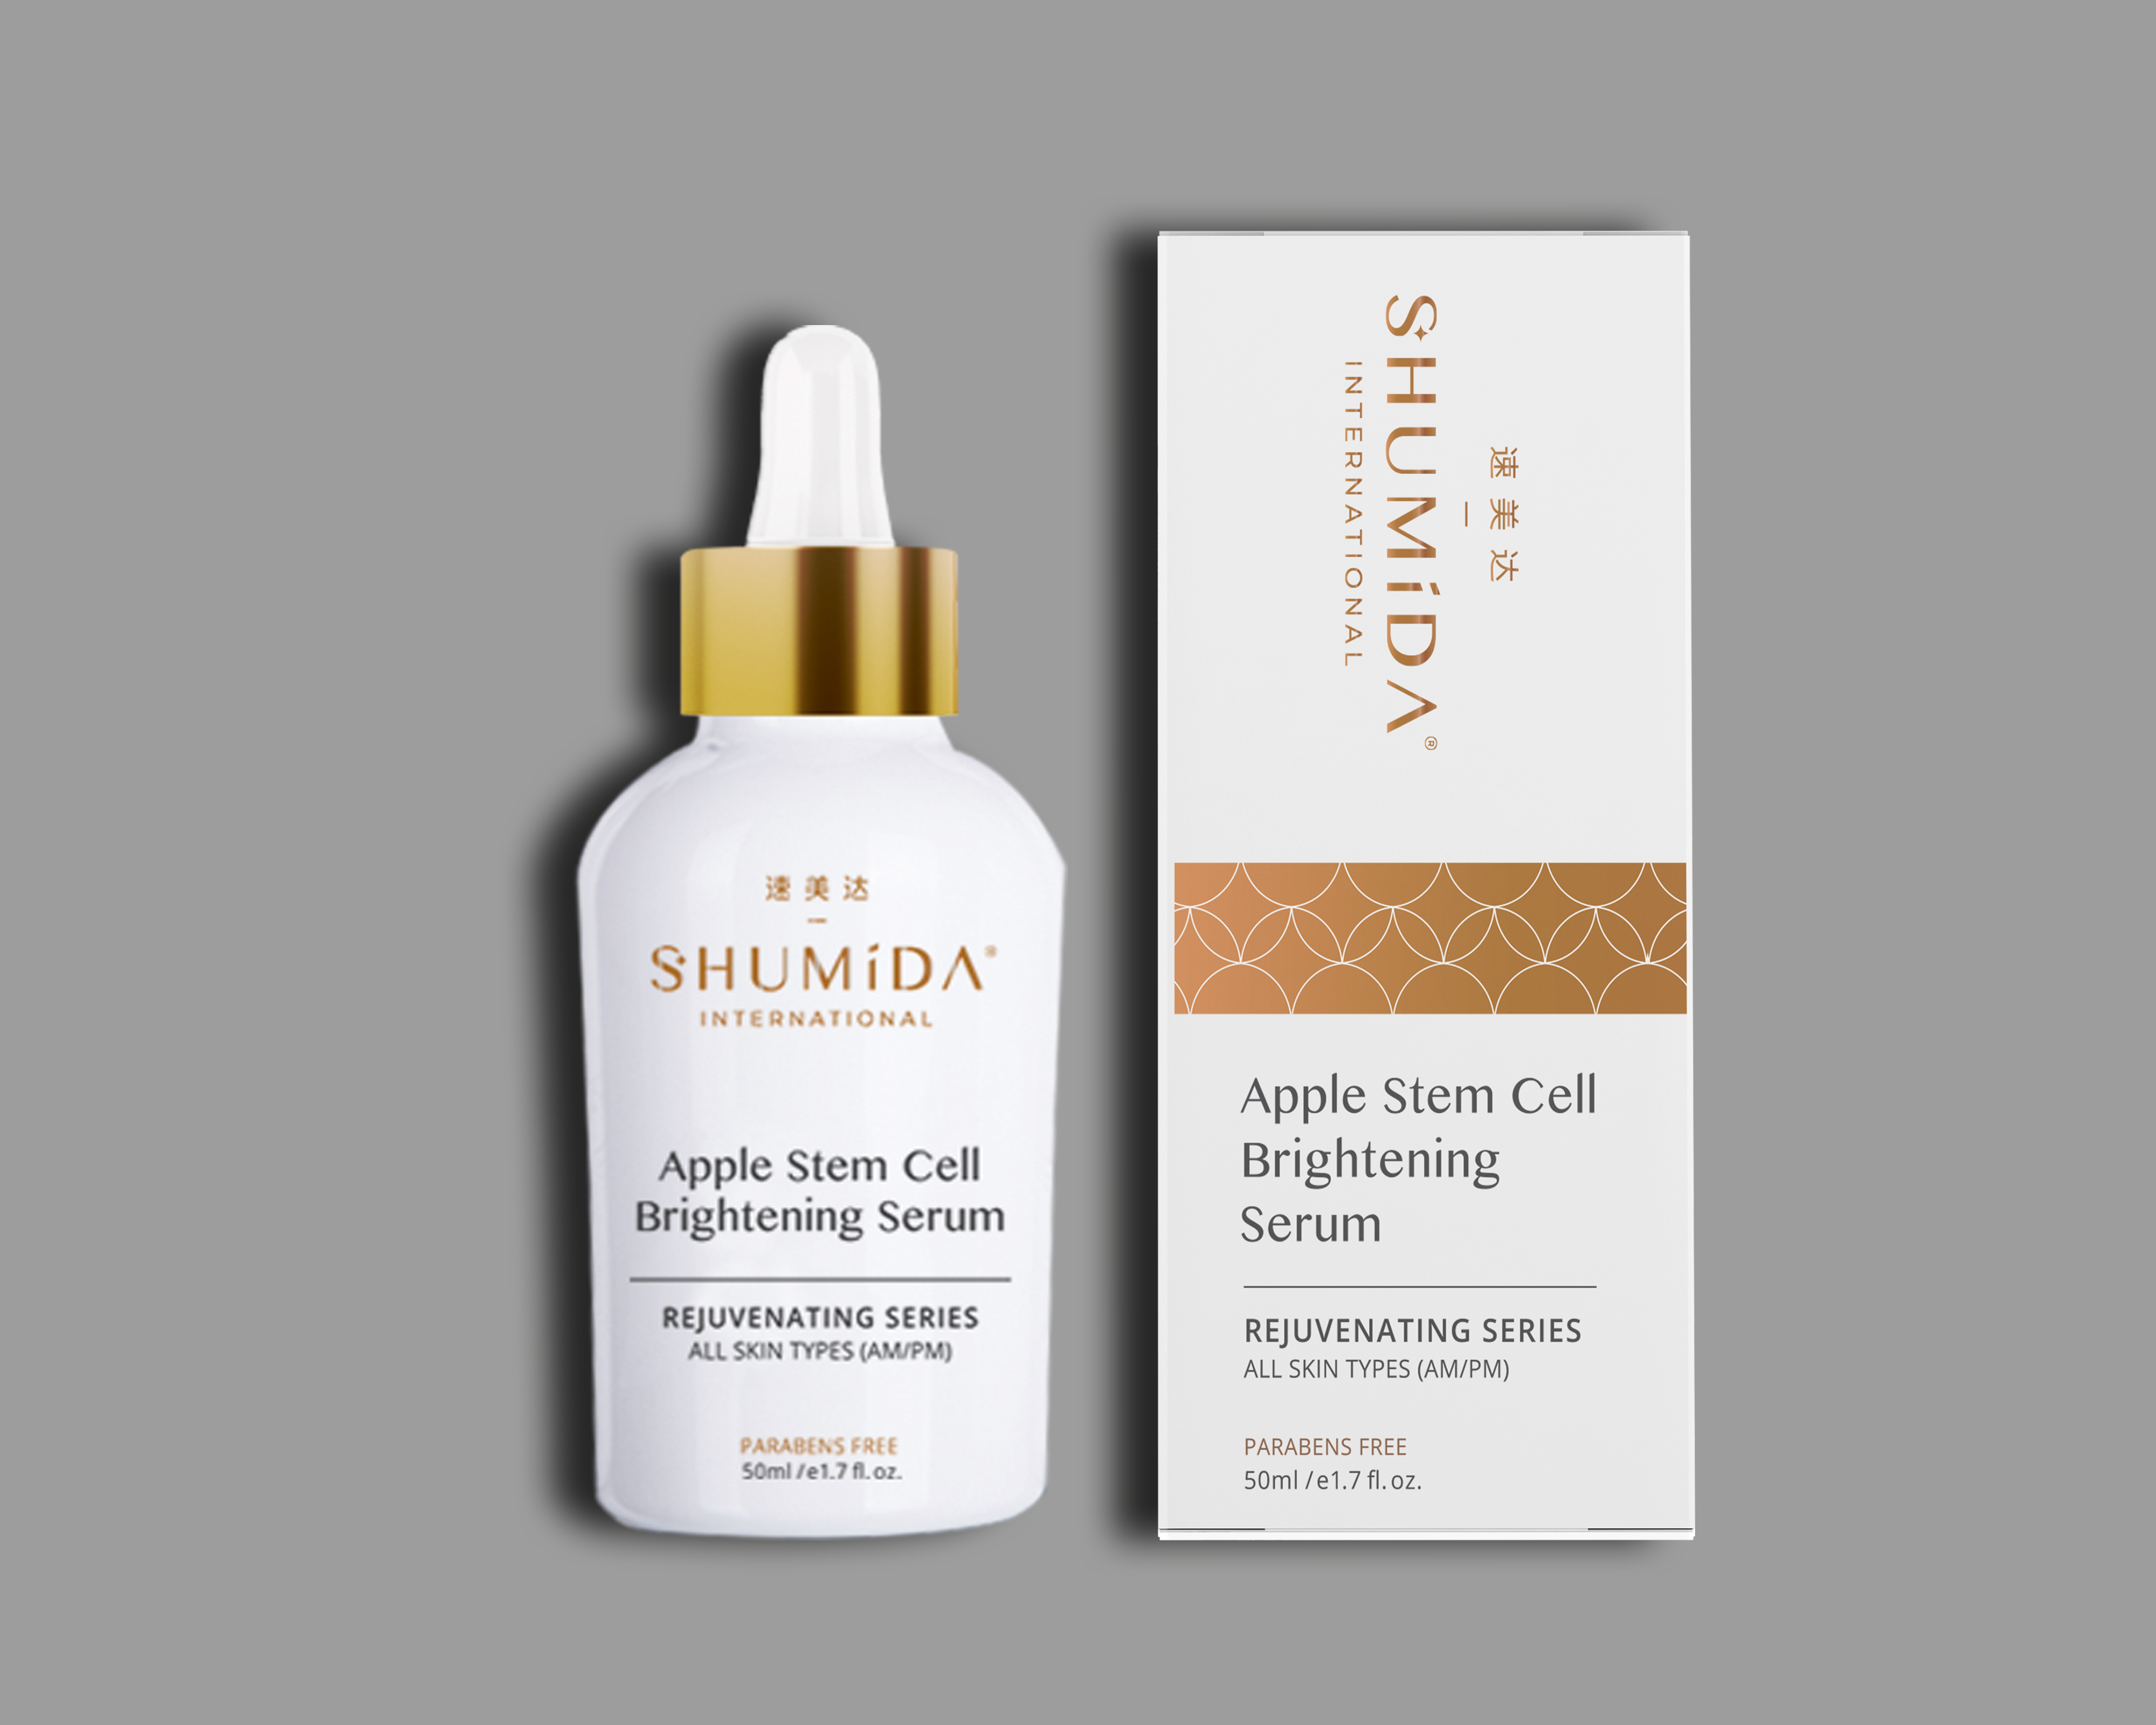 速美达
SHUMíDA®
INTERNATIONAL
Apple Stem Cell
Brightening Serum
REJUVENATING SERIES
ALL SKIN TYPES (AM/PM)
PARABENS FREE
50ml / e1.7 fl. oz.
速美达
SHUMíDA®
INTERNATIONAL
Apple Stem Cell
Brightening
Serum
REJUVENATING SERIES
ALL SKIN TYPES (AM/PM)
PARABENS FREE
50ml / e1.7 fl. oz.